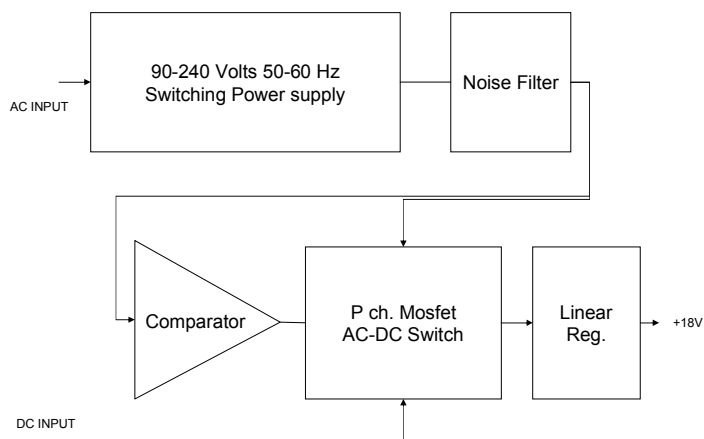 90-240 Volts 50-60 Hz
Switching Power supply
Noise Filter
AC INPUT
Comparator
P ch. Mosfet
AC-DC Switch
Linear
Reg.
+18V
DC INPUT